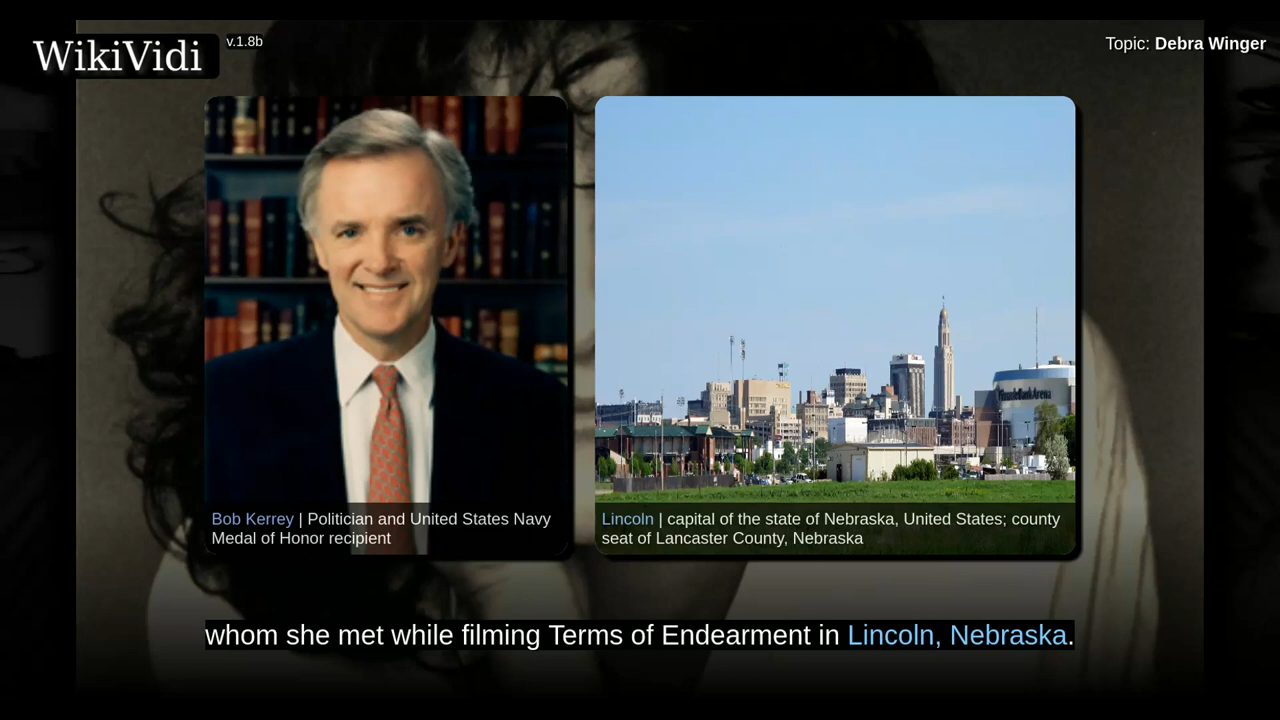 WikiVidi v.1.8b
Topic: Debra Winger
Bob Kerrey | Politician and United States Navy
Medal of Honor recipient
Lincoln | capital of the state of Nebraska, United States; county
seat of Lancaster County, Nebraska
whom she met while filming Terms of Endearment in Lincoln, Nebraska.